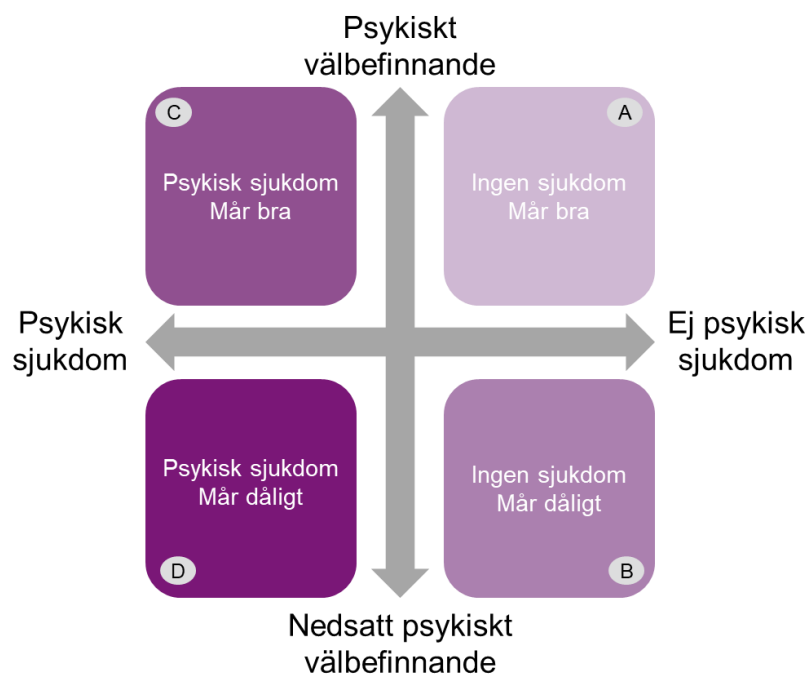 Psykiskt
välbefinnande
C
A
Psykisk sjukdom
Mår bra
Ingen sjukdom
Mår bra
Psykisk
sjukdom
Ej psykisk
sjukdom
Psykisk sjukdom
Mår dåligt
Ingen sjukdom
Mår dåligt
D
B
Nedsatt psykiskt
välbefinnande